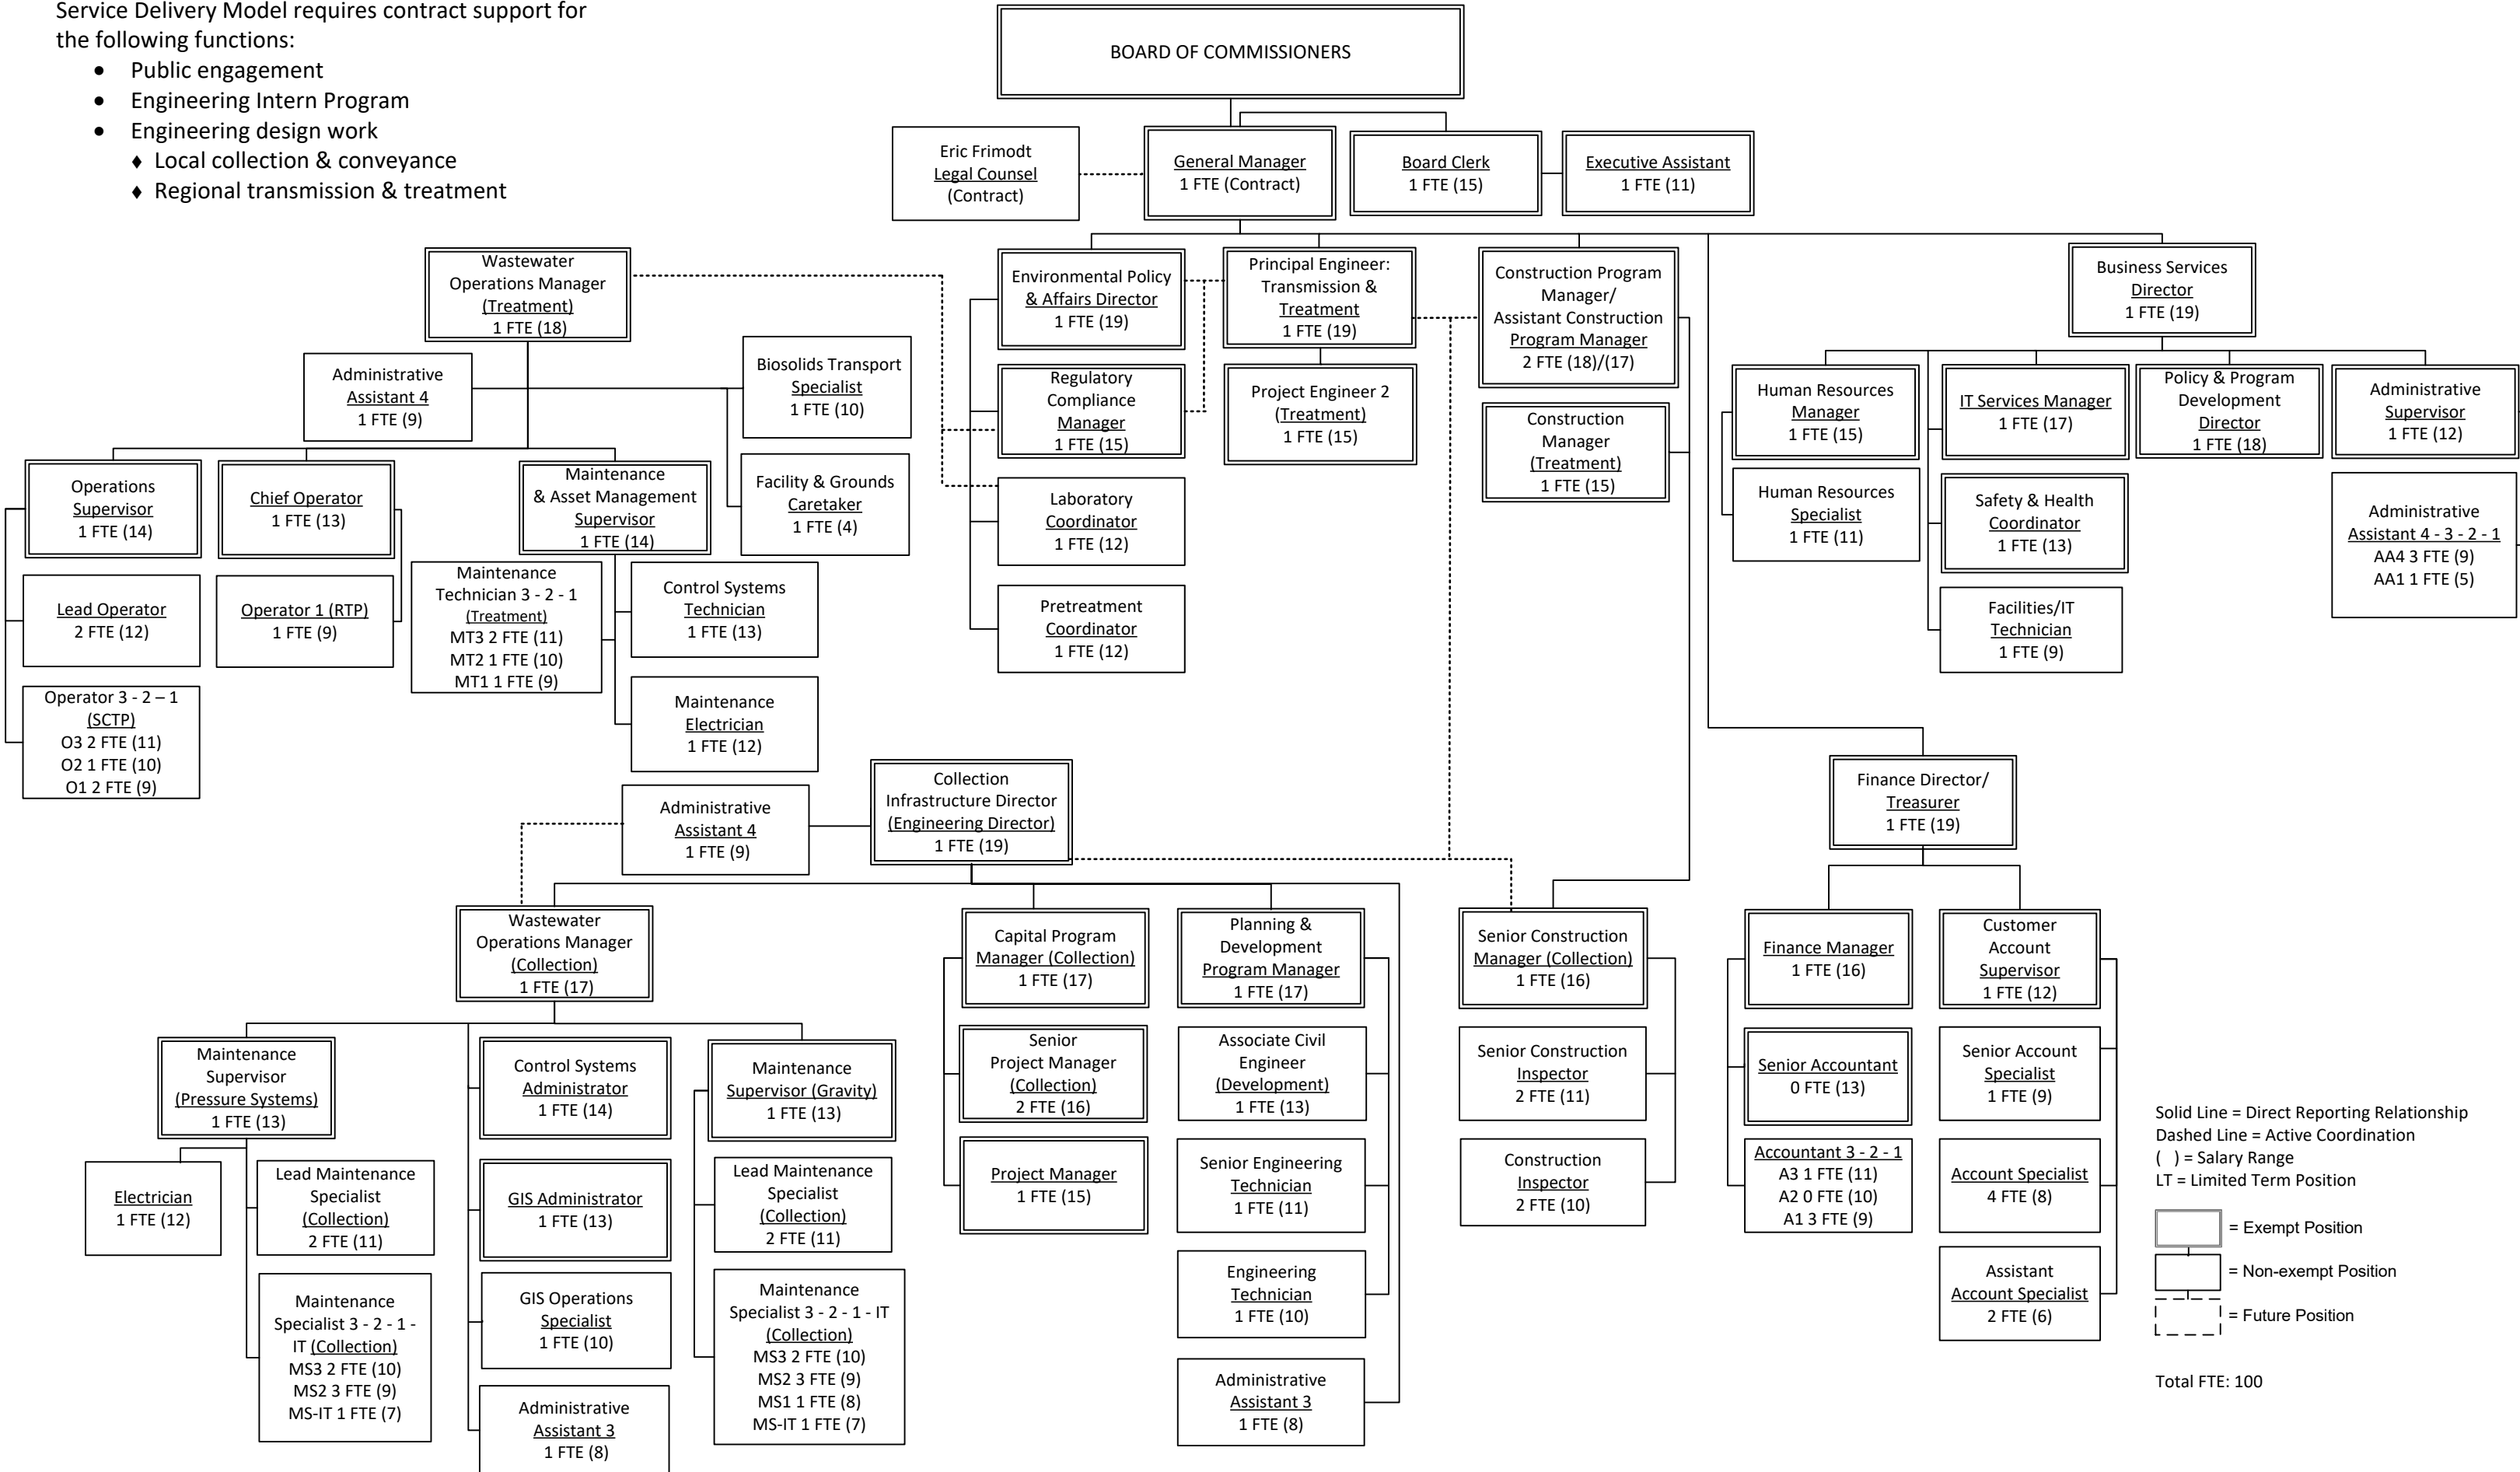 Service Delivery Model requires contract support for
the following functions:
• Public engagement
• Engineering Intern Program
• Engineering design work
♦ Local collection & conveyance
♦ Regional transmission & treatment
BOARD OF COMMISSIONERS
Eric Frimodt
Legal Counsel
(Contract)
General Manager
1 FTE (Contract)
Board Clerk
1 FTE (15)
Executive Assistant
1 FTE (11)
Wastewater
Operations Manager
(Treatment)
1 FTE (18)
Environmental Policy
& Affairs Director
1 FTE (19)
Principal Engineer:
Transmission &
Treatment
1 FTE (19)
Construction Program
Manager/
Assistant Construction
Program Manager
2 FTE (18)/(17)
Business Services
Director
1 FTE (19)
Administrative
Assistant 4
1 FTE (9)
Biosolids Transport
Specialist
1 FTE (10)
Regulatory
Compliance
Manager
1 FTE (15)
Project Engineer 2
(Treatment)
1 FTE (15)
Construction
Manager
(Treatment)
1 FTE (15)
Human Resources
Manager
1 FTE (15)
IT Services Manager
1 FTE (17)
Policy & Program
Development
Director
1 FTE (18)
Administrative
Supervisor
1 FTE (12)
Operations
Supervisor
1 FTE (14)
Chief Operator
1 FTE (13)
Maintenance
& Asset Management
Supervisor
1 FTE (14)
Facility & Grounds
Caretaker
1 FTE (4)
Laboratory
Coordinator
1 FTE (12)
Human Resources
Specialist
1 FTE (11)
Safety & Health
Coordinator
1 FTE (13)
Administrative
Assistant 4 - 3 - 2 - 1
AA4 3 FTE (9)
AA1 1 FTE (5)
Lead Operator
2 FTE (12)
Operator 1 (RTP)
1 FTE (9)
Maintenance
Technician 3 - 2 - 1
(Treatment)
MT3 2 FTE (11)
MT2 1 FTE (10)
MT1 1 FTE (9)
Control Systems
Technician
1 FTE (13)
Pretreatment
Coordinator
1 FTE (12)
Facilities/IT
Technician
1 FTE (9)
Operator 3 - 2 – 1
(SCTP)
O3 2 FTE (11)
O2 1 FTE (10)
O1 2 FTE (9)
Maintenance
Electrician
1 FTE (12)
Administrative
Assistant 4
1 FTE (9)
Collection
Infrastructure Director
(Engineering Director)
1 FTE (19)
Finance Director/
Treasurer
1 FTE (19)
Wastewater
Operations Manager
(Collection)
1 FTE (17)
Capital Program
Manager (Collection)
1 FTE (17)
Planning &
Development
Program Manager
1 FTE (17)
Senior Construction
Manager (Collection)
1 FTE (16)
Finance Manager
1 FTE (16)
Customer
Account
Supervisor
1 FTE (12)
Maintenance
Supervisor
(Pressure Systems)
1 FTE (13)
Control Systems
Administrator
1 FTE (14)
Maintenance
Supervisor (Gravity)
1 FTE (13)
Senior
Project Manager
(Collection)
2 FTE (16)
Associate Civil
Engineer
(Development)
1 FTE (13)
Senior Construction
Inspector
2 FTE (11)
Senior Accountant
0 FTE (13)
Senior Account
Specialist
1 FTE (9)
Electrician
1 FTE (12)
Lead Maintenance
Specialist
(Collection)
2 FTE (11)
GIS Administrator
1 FTE (13)
Lead Maintenance
Specialist
(Collection)
2 FTE (11)
Project Manager
1 FTE (15)
Senior Engineering
Technician
1 FTE (11)
Construction
Inspector
2 FTE (10)
Accountant 3 - 2 - 1
A3 1 FTE (11)
A2 0 FTE (10)
A1 3 FTE (9)
Account Specialist
4 FTE (8)
Maintenance
Specialist 3 - 2 - 1 -
IT (Collection)
MS3 2 FTE (10)
MS2 3 FTE (9)
MS-IT 1 FTE (7)
GIS Operations
Specialist
1 FTE (10)
Maintenance
Specialist 3 - 2 - 1 - IT
(Collection)
MS3 2 FTE (10)
MS2 3 FTE (9)
MS1 1 FTE (8)
MS-IT 1 FTE (7)
Engineering
Technician
1 FTE (10)
Assistant
Account Specialist
2 FTE (6)
Administrative
Assistant 3
1 FTE (8)
Administrative
Assistant 3
1 FTE (8)
Solid Line = Direct Reporting Relationship
Dashed Line = Active Coordination
( ) = Salary Range
LT = Limited Term Position
= Exempt Position
= Non-exempt Position
= Future Position
Total FTE: 100